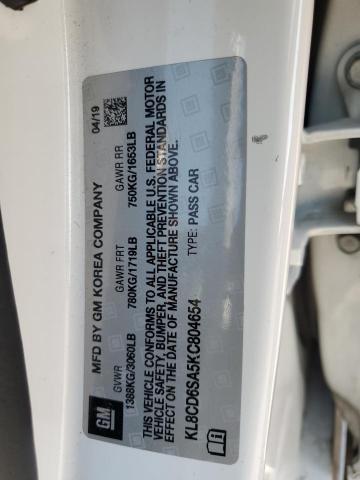 MFD BY GM KOREA COMPANY 04/19
GVWR GAWR FRT GAWR RR
1388KG/3060LB 780KG/1719LB 750KG/1653LB
THIS VEHICLE CONFORMS TO ALL APPLICABLE U.S. FEDERAL MOTOR
VEHICLE SAFETY, BUMPER, AND THEFT PREVENTION STANDARDS IN
EFFECT ON THE DATE OF MANUFACTURE SHOWN ABOVE.
KL8CD6SA5KC804654 TYPE: PASS CAR
GM